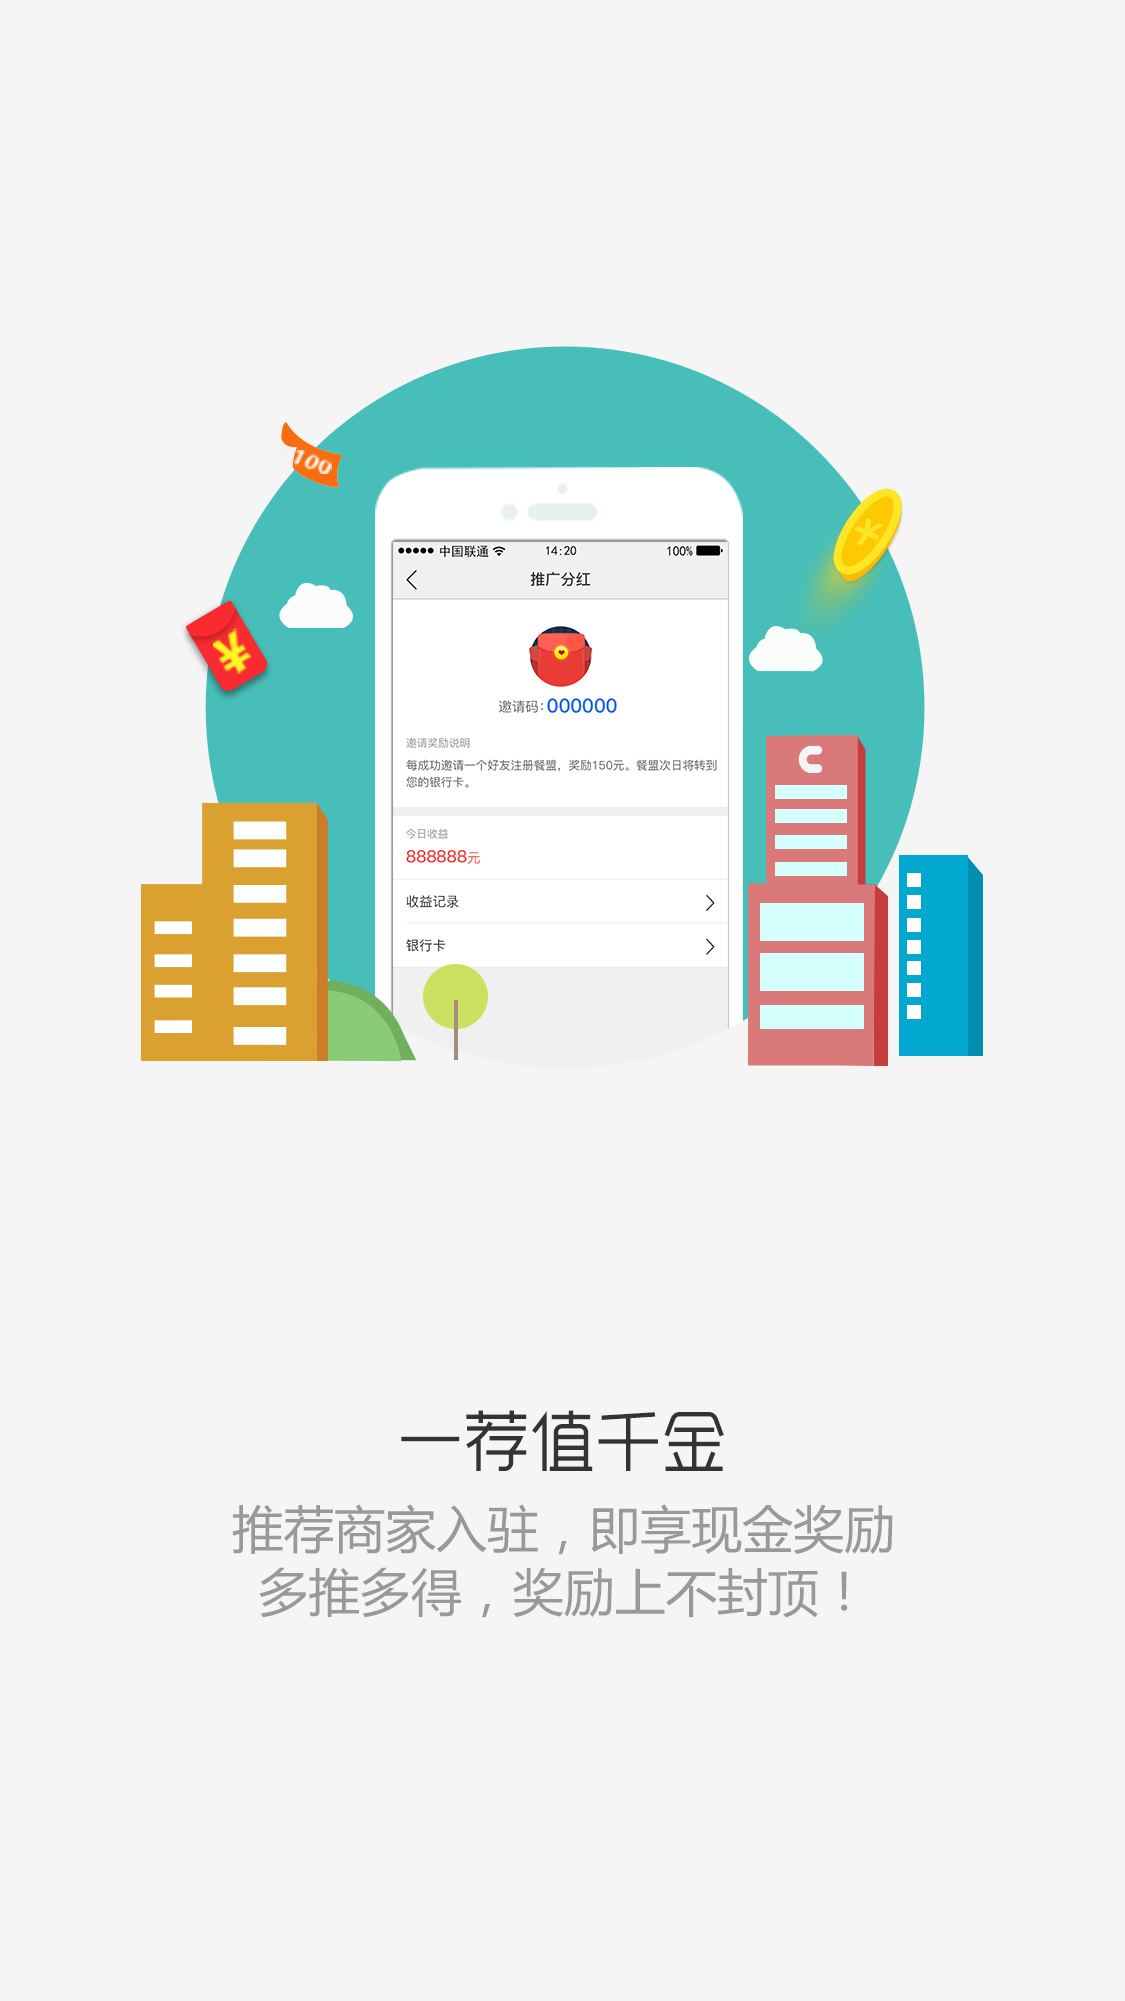 100
¥
¥
中国联通 14:20 100%
推广分红
邀请码:000000
邀请奖励说明
每成功邀请一个好友注册餐盟，奖励150元。餐盟次日将转到
您的银行卡。
今日收益
888888元
收益记录
银行卡
C
一荐值千金
推荐商家入驻，即享现金奖励
多推多得，奖励上不封顶！